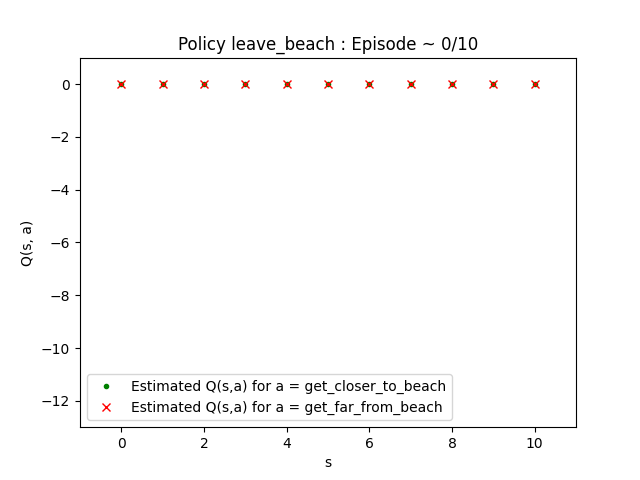 Policy leave_beach : Episode ~ 0/10
Q(s, a)
0
−2
−4
−6
−8
−10
−12
Estimated Q(s,a) for a = get_closer_to_beach
Estimated Q(s,a) for a = get_far_from_beach
0 2 4 6 8 10
s